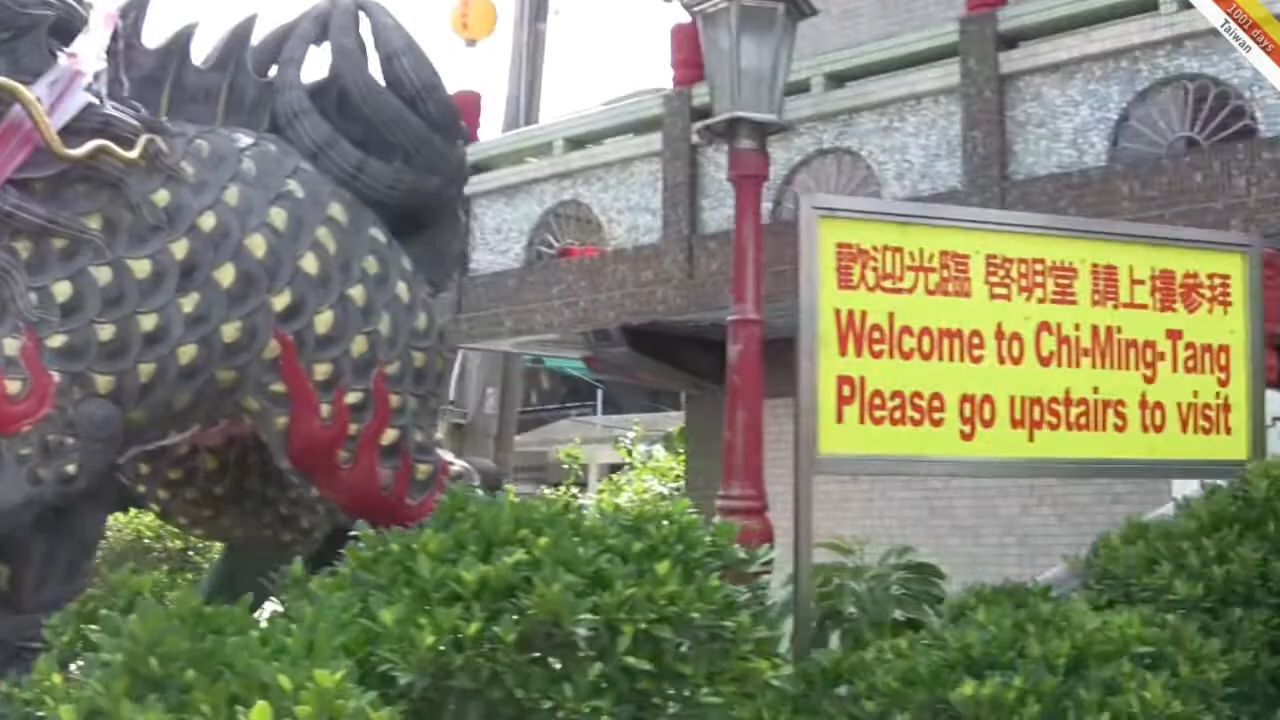 1001 days
Taiwan
歡迎光臨 啓明堂 請上樓參拜
Welcome to Chi-Ming-Tang
Please go upstairs to visit